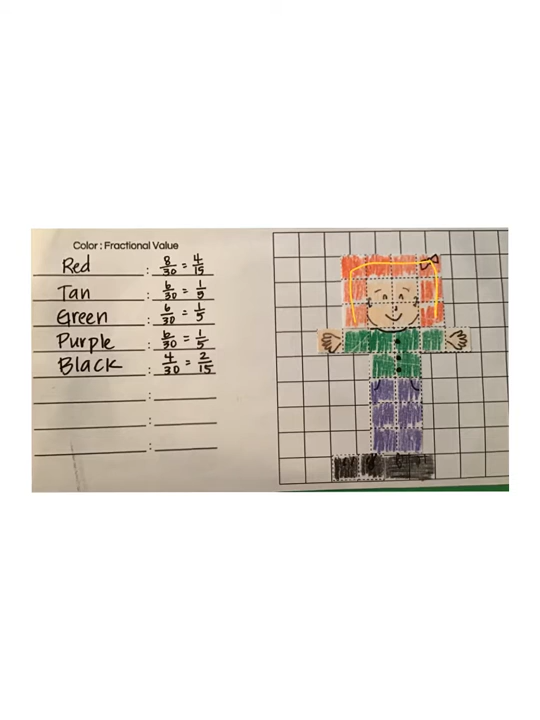 Color : Fractional Value
Red : 8/30 = 4/15
Tan : 6/30 = 1/5
Green : 6/30 = 1/5
Purple : 6/30 = 1/5
Black : 4/30 = 2/15
:
:
: